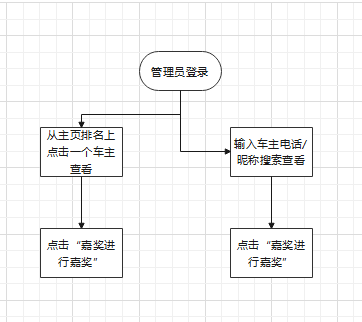 管理员登录
从主页排名上
点击一个车主
查看
输入车主电话/
昵称搜索查看
点击“嘉奖进
行嘉奖”
点击“嘉奖进
行嘉奖”